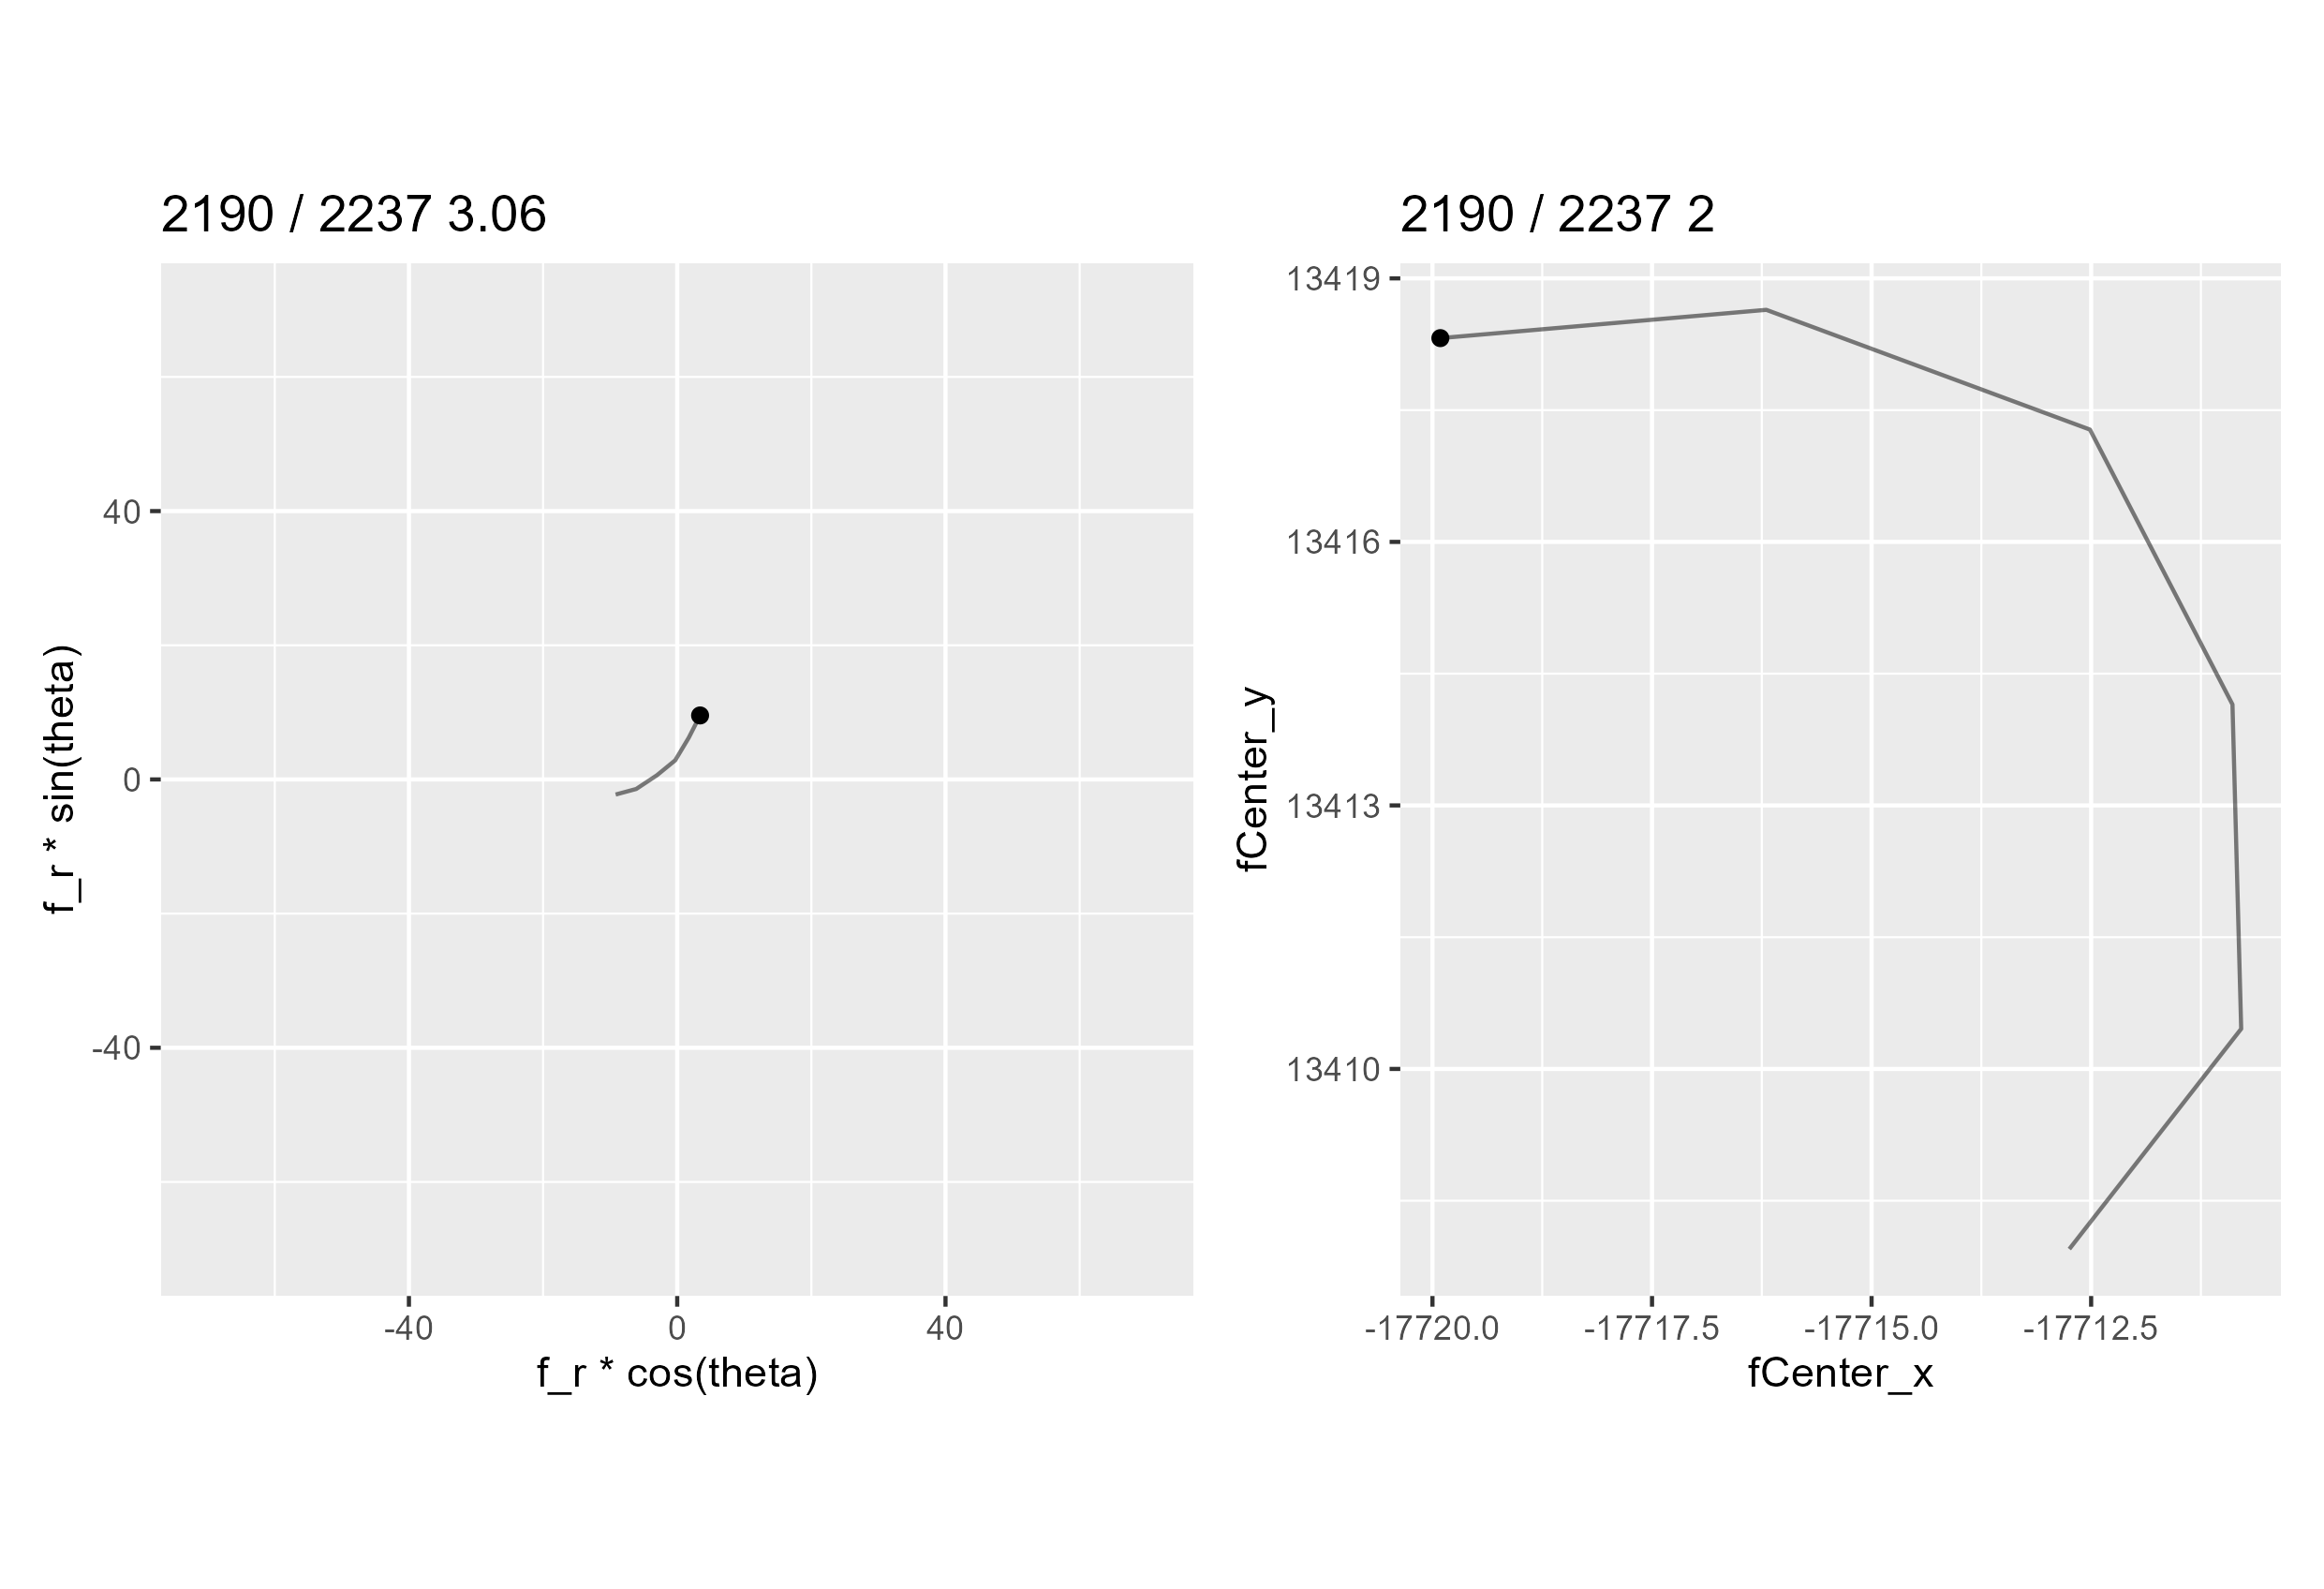 2190 / 2237 3.06
f_r * sin(theta)
40
0
-40
-40
0
40
f_r * cos(theta)
2190 / 2237 2
fCenter_y
13419
13416
13413
13410
-17720.0
-17717.5
-17715.0
-17712.5
fCenter_x